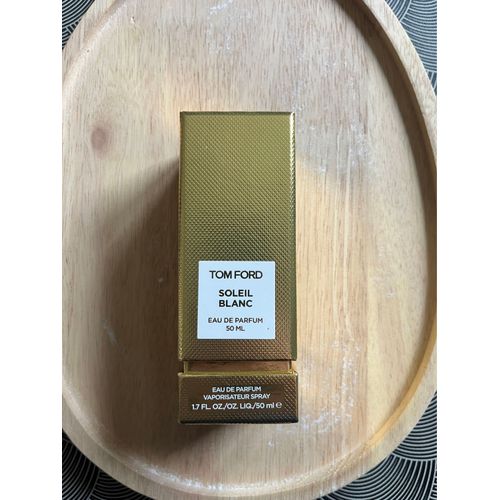 TOM FORD
SOLEIL
BLANC
EAU DE PARFUM
50 ML
EAU DE PARFUM
VAPORISATEUR SPRAY
1.7 FL. OZ./OZ. LIQ./50 ml ℮